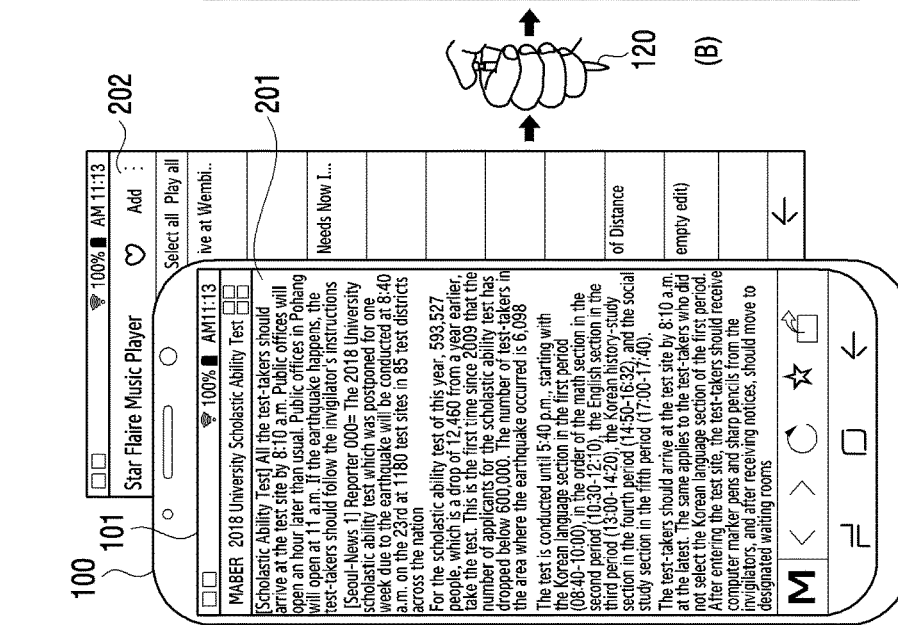 100
101
100% AM 11:13
202
Star Flaire Music Player Add
Select all Play all
ive at Wembi..
Needs Now I...
of Distance
empty edit)
201
100% AM11:13
MABER 2018 University Scholastic Ability Test
[Scholastic Ability Test] All the test-takers should
arrive at the test site by 8:10 a.m. Public offices will
open an hour later than usual. Public offices in Pohang
will open at 11 a.m. If the earthquake happens, the
test-takers should follow the invigilator's instructions
[Seoul-News 1] Reporter 000= The 2018 University
scholastic ability test which was postponed for one
week due to the earthquake will be conducted at 8:40
a.m. on the 23rd at 1180 test sites in 85 test districts
across the nation
For the scholastic ability test of this year, 593,527
people, which is a drop of 12,460 from a year earlier,
take the test. This is the first time since 2009 that the
number of applicants for the scholastic ability test has
dropped below 600,000. The number of test-takers in
the area where the earthquake occurred is 6,098
The test is conducted until 5:40 p.m., starting with
the Korean language section in the first period
(08:40-10:00), in the order of the math section in the
second period (10:30-12:10), the English section in the
third period (13:00-14:20), the Korean history-study
section in the fourth period (14:50-16:32), and the social
study section in the fifth period (17:00-17:40).
The test-takers should arrive at the test site by 8:10 a.m.
at the latest. The same applies to the test-takers who did
not select the Korean language section of the first period.
After entering the test site, the test-takers should receive
computer marker pens and sharp pencils from the
invigilators, and after receiving notices, should move to
designated waiting rooms
M
120
(B)